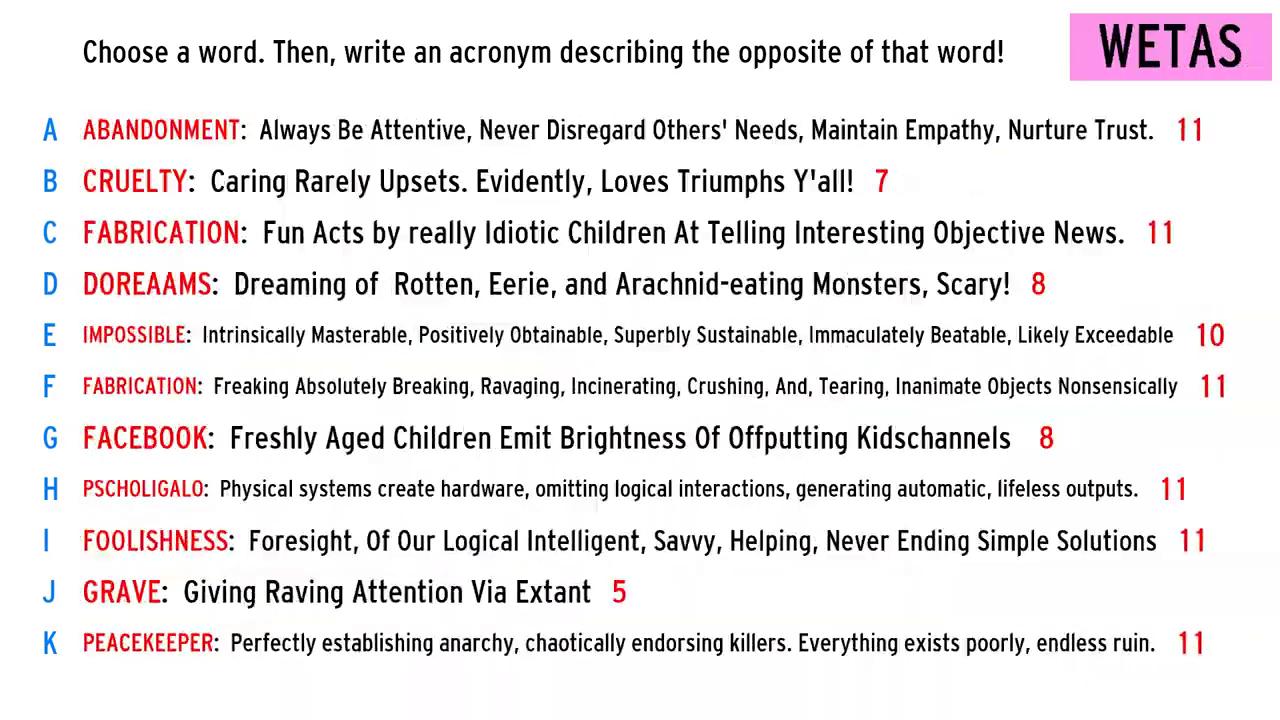 Choose a word. Then, write an acronym describing the opposite of that word!
WETAS
A ABANDONMENT: Always Be Attentive, Never Disregard Others' Needs, Maintain Empathy, Nurture Trust. 11
B CRUELTY: Caring Rarely Upsets. Evidently, Loves Triumphs Y'all! 7
C FABRICATION: Fun Acts by really Idiotic Children At Telling Interesting Objective News. 11
D DOREAAMS: Dreaming of Rotten, Eerie, and Arachnid-eating Monsters, Scary! 8
E IMPOSSIBLE: Intrinsically Masterable, Positively Obtainable, Superbly Sustainable, Immaculately Beatable, Likely Exceedable 10
F FABRICATION: Freaking Absolutely Breaking, Ravaging, Incinerating, Crushing, And, Tearing, Inanimate Objects Nonsensically 11
G FACEBOOK: Freshly Aged Children Emit Brightness Of Offputting Kidschannels 8
H PSCHOLIGALO: Physical systems create hardware, omitting logical interactions, generating automatic, lifeless outputs. 11
I FOOLISHNESS: Foresight, Of Our Logical Intelligent, Savvy, Helping, Never Ending Simple Solutions 11
J GRAVE: Giving Raving Attention Via Extant 5
K PEACEKEEPER: Perfectly establishing anarchy, chaotically endorsing killers. Everything exists poorly, endless ruin. 11